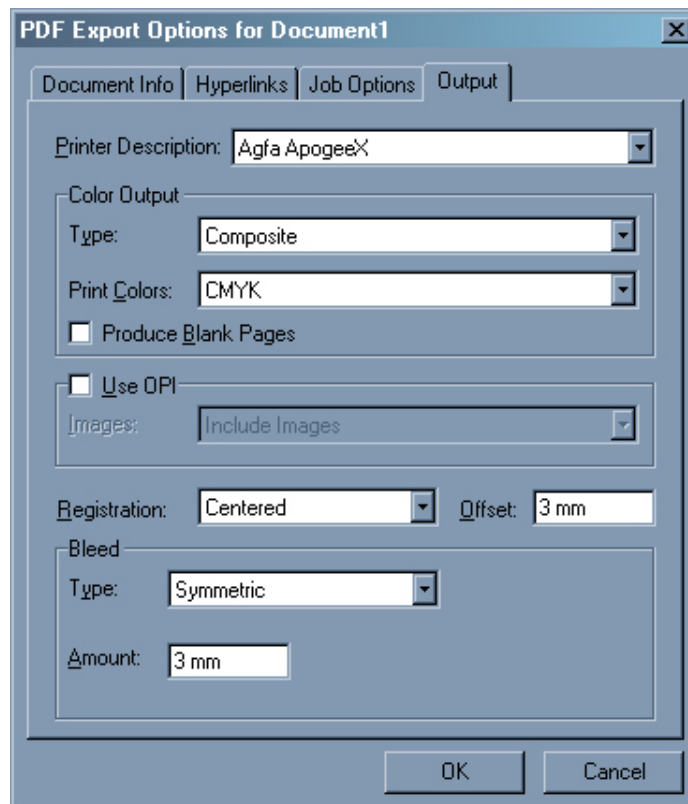 PDF Export Options for Document1
Document Info Hyperlinks Job Options Output
Printer Description: Agfa ApogeeX
Color Output
Type: Composite
Print Colors: CMYK
Produce Blank Pages
Use OPI
Images: Include Images
Registration: Centered Offset: 3 mm
Bleed
Type: Symmetric
Amount: 3 mm
OK Cancel